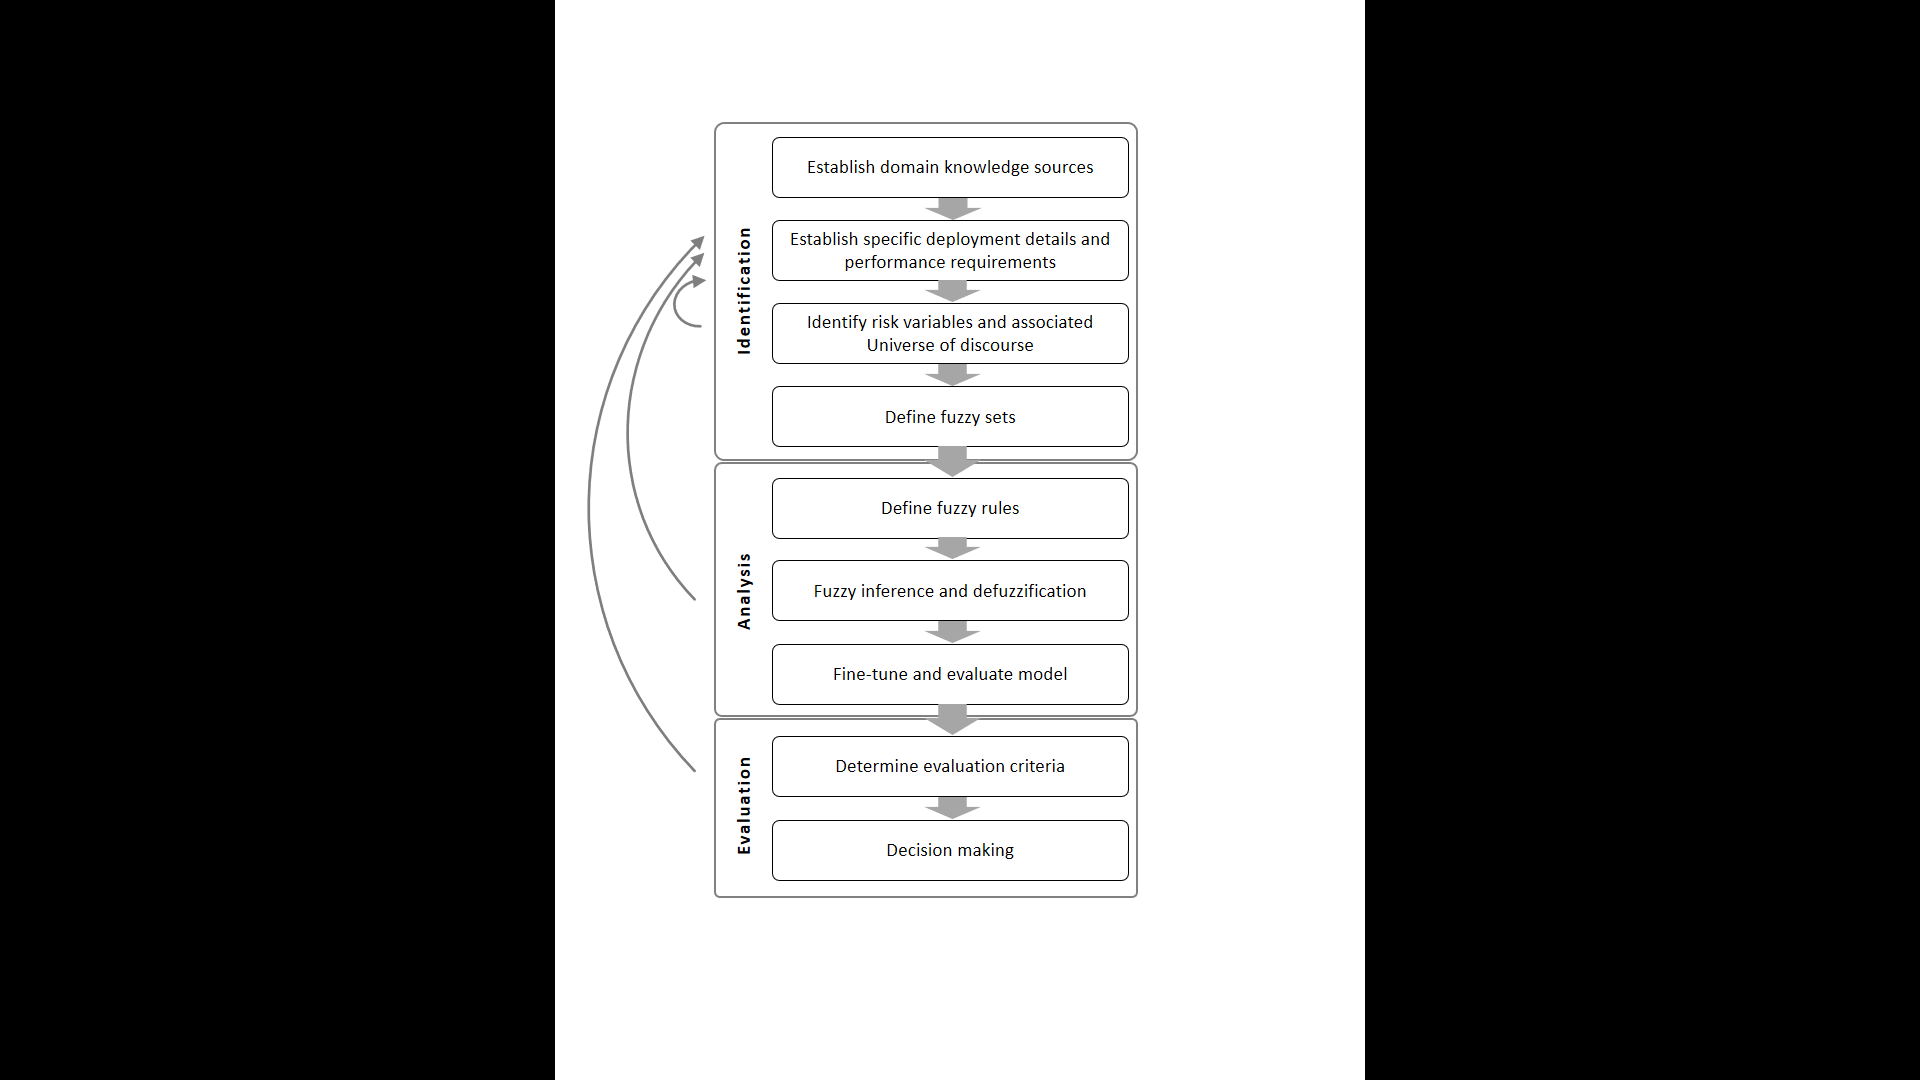 Identification
Establish domain knowledge sources
Establish specific deployment details and
performance requirements
Identify risk variables and associated
Universe of discourse
Define fuzzy sets
Analysis
Define fuzzy rules
Fuzzy inference and defuzzification
Fine-tune and evaluate model
Evaluation
Determine evaluation criteria
Decision making